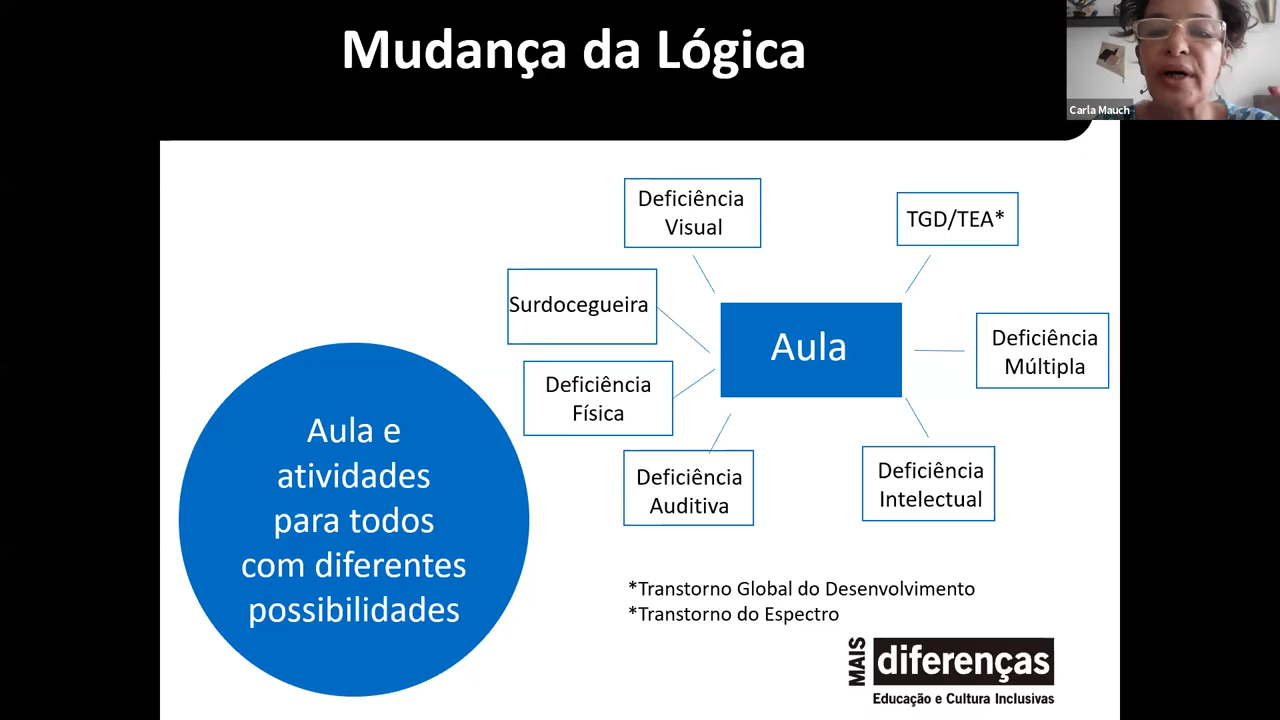 Mudança da Lógica
Carla Mauch
Deficiência
Visual
TGD/TEA*
Surdocegueira
Aula
Deficiência
Múltipla
Deficiência
Física
Deficiência
Auditiva
Deficiência
Intelectual
Aula e
atividades
para todos
com diferentes
possibilidades
*Transtorno Global do Desenvolvimento
*Transtorno do Espectro
MAIS
diferenças
Educação e Cultura Inclusivas